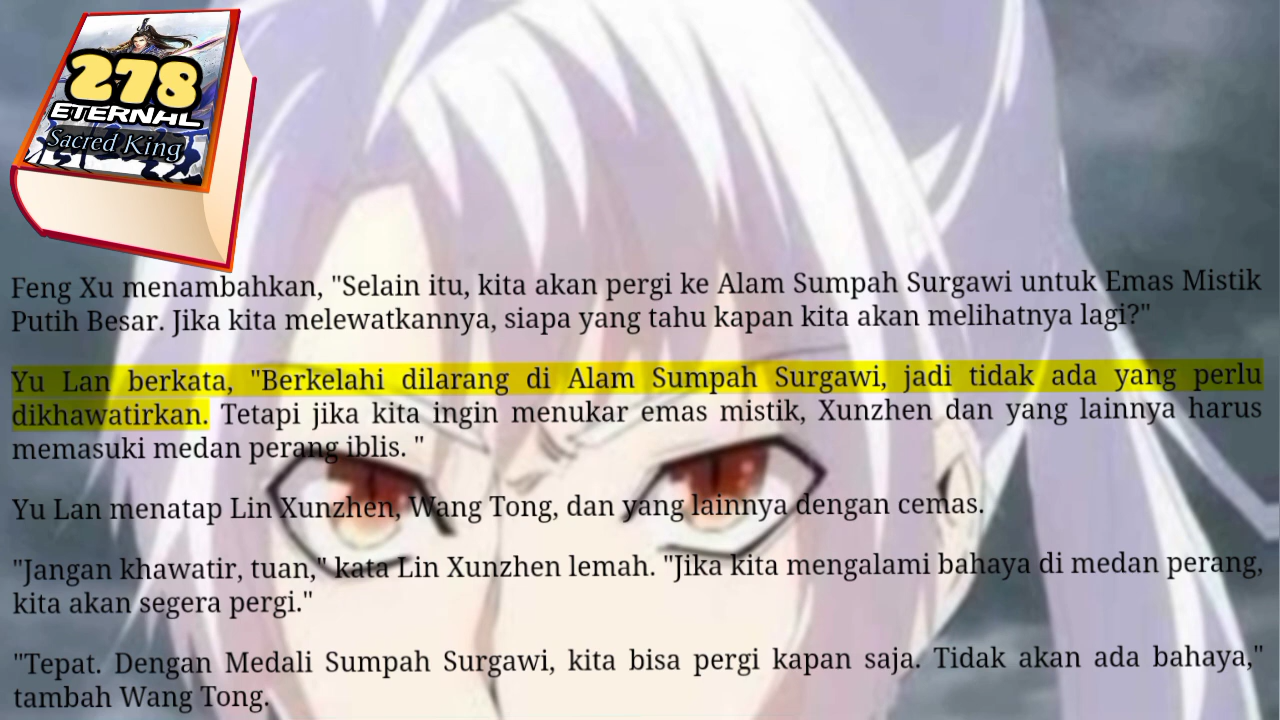 278
ETERNAL
Sacred King
Feng Xu menambahkan, "Selain itu, kita akan pergi ke Alam Sumpah Surgawi untuk Emas Mistik
Putih Besar. Jika kita melewatkannya, siapa yang tahu kapan kita akan melihatnya lagi?"
Yu Lan berkata, "Berkelahi dilarang di Alam Sumpah Surgawi, jadi tidak ada yang perlu
dikhawatirkan. Tetapi jika kita ingin menukar emas mistik, Xunzhen dan yang lainnya harus
memasuki medan perang iblis. "
Yu Lan menatap Lin Xunzhen, Wang Tong, dan yang lainnya dengan cemas.
"Jangan khawatir, tuan," kata Lin Xunzhen lemah. "Jika kita mengalami bahaya di medan perang,
kita akan segera pergi."
"Tepat. Dengan Medali Sumpah Surgawi, kita bisa pergi kapan saja. Tidak akan ada bahaya,"
tambah Wang Tong.